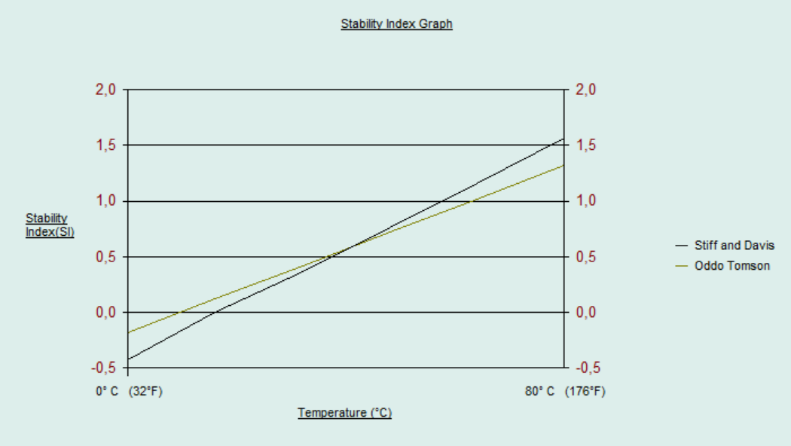 Stability Index Graph
2,0 2,0
1,5 1,5
1,0 1,0
Stability
Index(SI)
0,5 0,5
Stiff and Davis
Oddo Tomson
0,0 0,0
-0,5 -0,5
0° C (32°F) 80° C (176°F)
Temperature (°C)